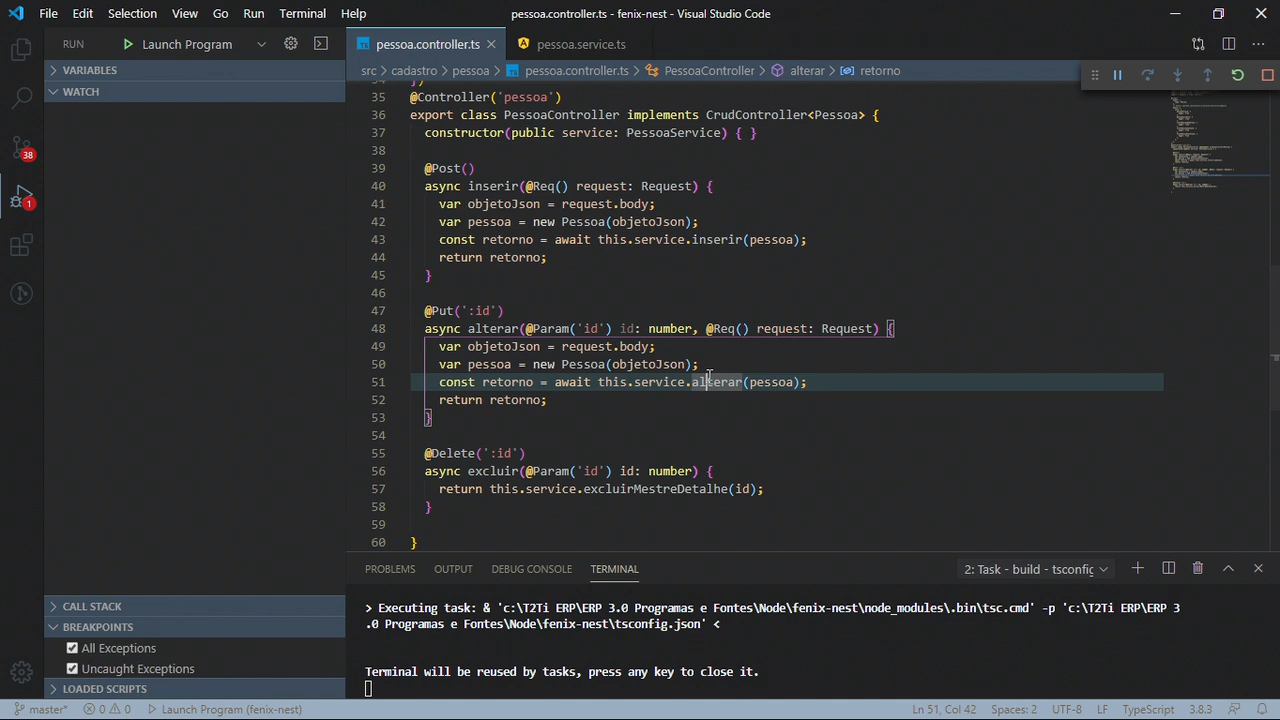 File Edit Selection View Go Run Terminal Help pessoa.controller.ts - fenix-nest - Visual Studio Code
RUN Launch Program
pessoa.controller.ts pessoa.service.ts
VARIABLES
WATCH
38
1
src > cadastro > pessoa > pessoa.controller.ts > PessoaController > alterar > retorno
35 @Controller('pessoa')
36 export class PessoaController implements CrudController<Pessoa> {
37 constructor(public service: PessoaService) { }
38
39 @Post()
40 async inserir(@Req() request: Request) {
41 var objetoJson = request.body;
42 var pessoa = new Pessoa(objetoJson);
43 const retorno = await this.service.inserir(pessoa);
44 return retorno;
45 }
46
47 @Put(':id')
48 async alterar(@Param('id') id: number, @Req() request: Request) {
49 var objetoJson = request.body;
50 var pessoa = new Pessoa(objetoJson);
51 const retorno = await this.service.alterar(pessoa);
52 return retorno;
53 }
54
55 @Delete(':id')
56 async excluir(@Param('id') id: number) {
57 return this.service.excluirMestreDetalhe(id);
58 }
59
60 }
PROBLEMS OUTPUT DEBUG CONSOLE TERMINAL 2: Task - build - tsconfig
> Executing task: & 'c:\T2Ti ERP\ERP 3.0 Programas e Fontes\Node\fenix-nest\node_modules\.bin\tsc.cmd' -p 'c:\T2Ti ERP\ERP 3
.0 Programas e Fontes\Node\fenix-nest\tsconfig.json' <
Terminal will be reused by tasks, press any key to close it.
CALL STACK
BREAKPOINTS
All Exceptions
Uncaught Exceptions
LOADED SCRIPTS
master* 0 0 Launch Program (fenix-nest) Ln 51, Col 42 Spaces: 2 UTF-8 LF TypeScript 3.8.3